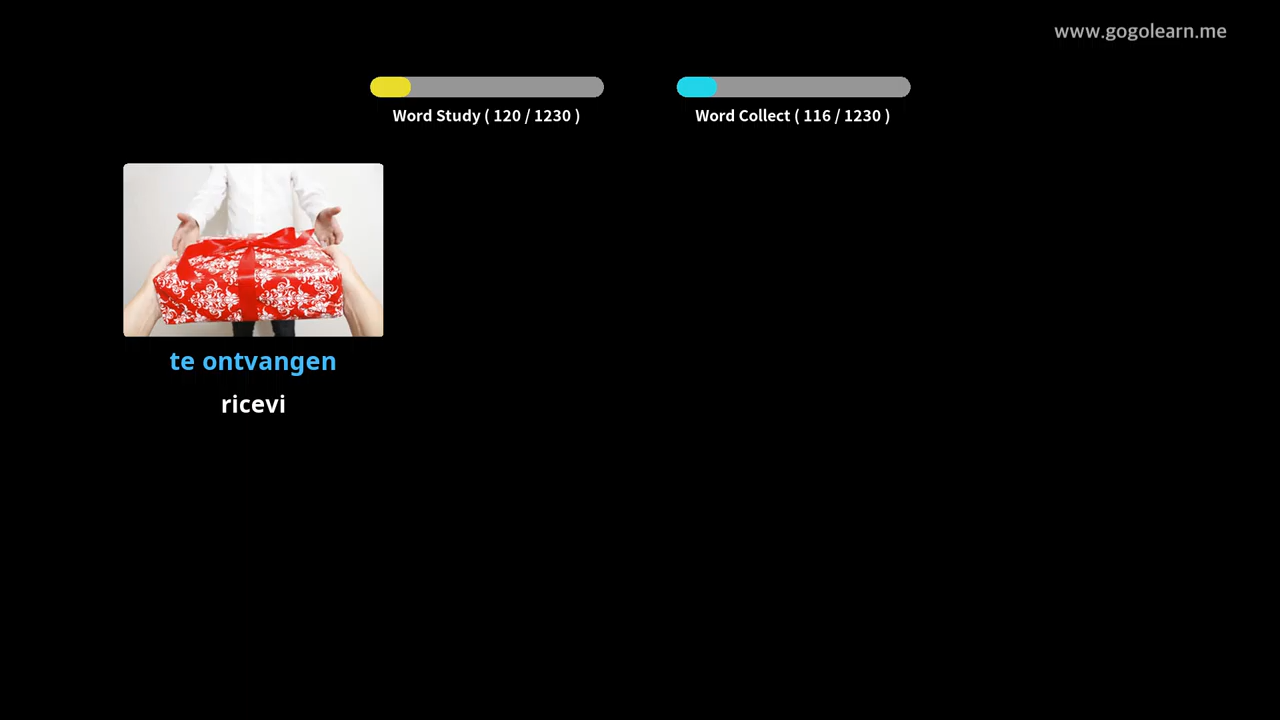 www.gogolearn.me
Word Study ( 120 / 1230 )
Word Collect ( 116 / 1230 )
te ontvangen
ricevi